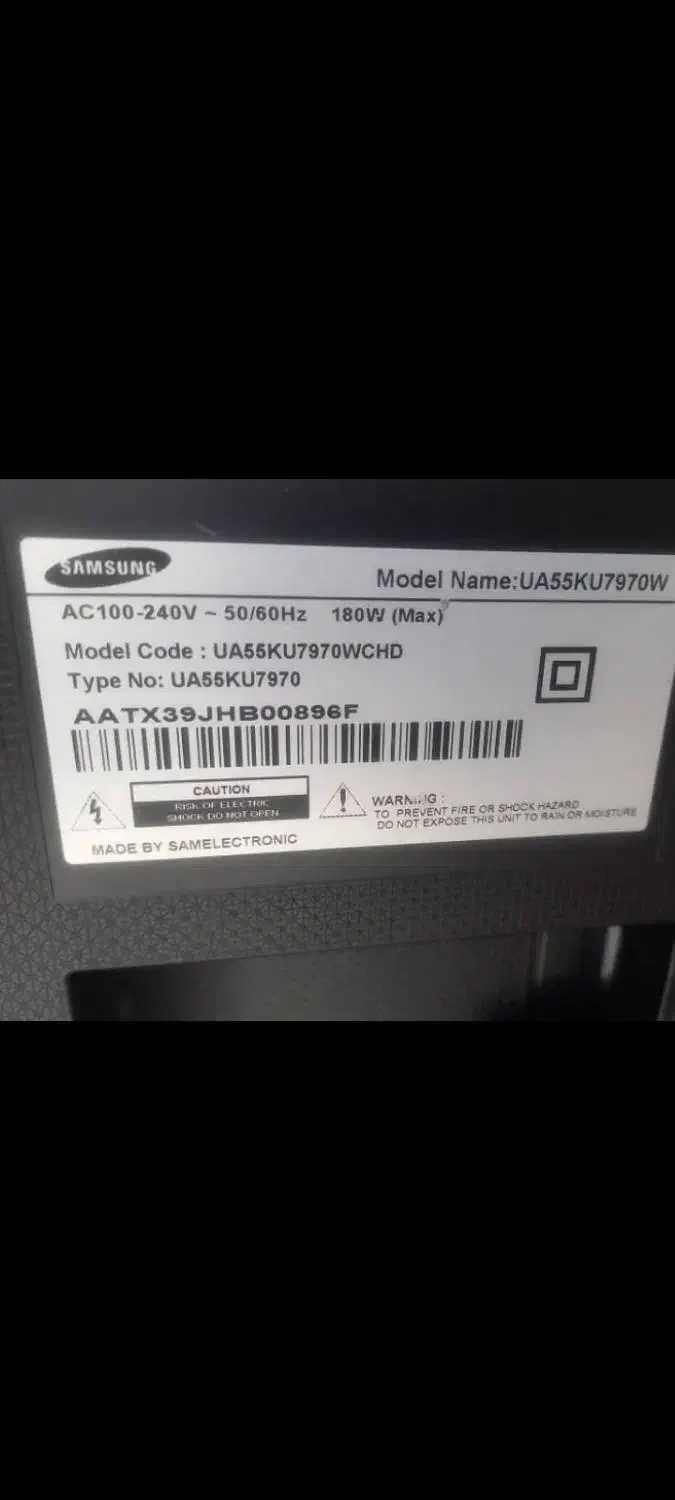 SAMSUNG
Model Name:UA55KU7970W
AC100-240V ~ 50/60Hz 180W (Max)
Model Code : UA55KU7970WCHD
Type No: UA55KU7970
AATX39JHB00896F
CAUTION
RISK OF ELECTRIC
SHOCK DO NOT OPEN
WARNING :
TO PREVENT FIRE OR SHOCK HAZARD
DO NOT EXPOSE THIS UNIT TO RAIN OR MOISTURE
MADE BY SAMELECTRONIC